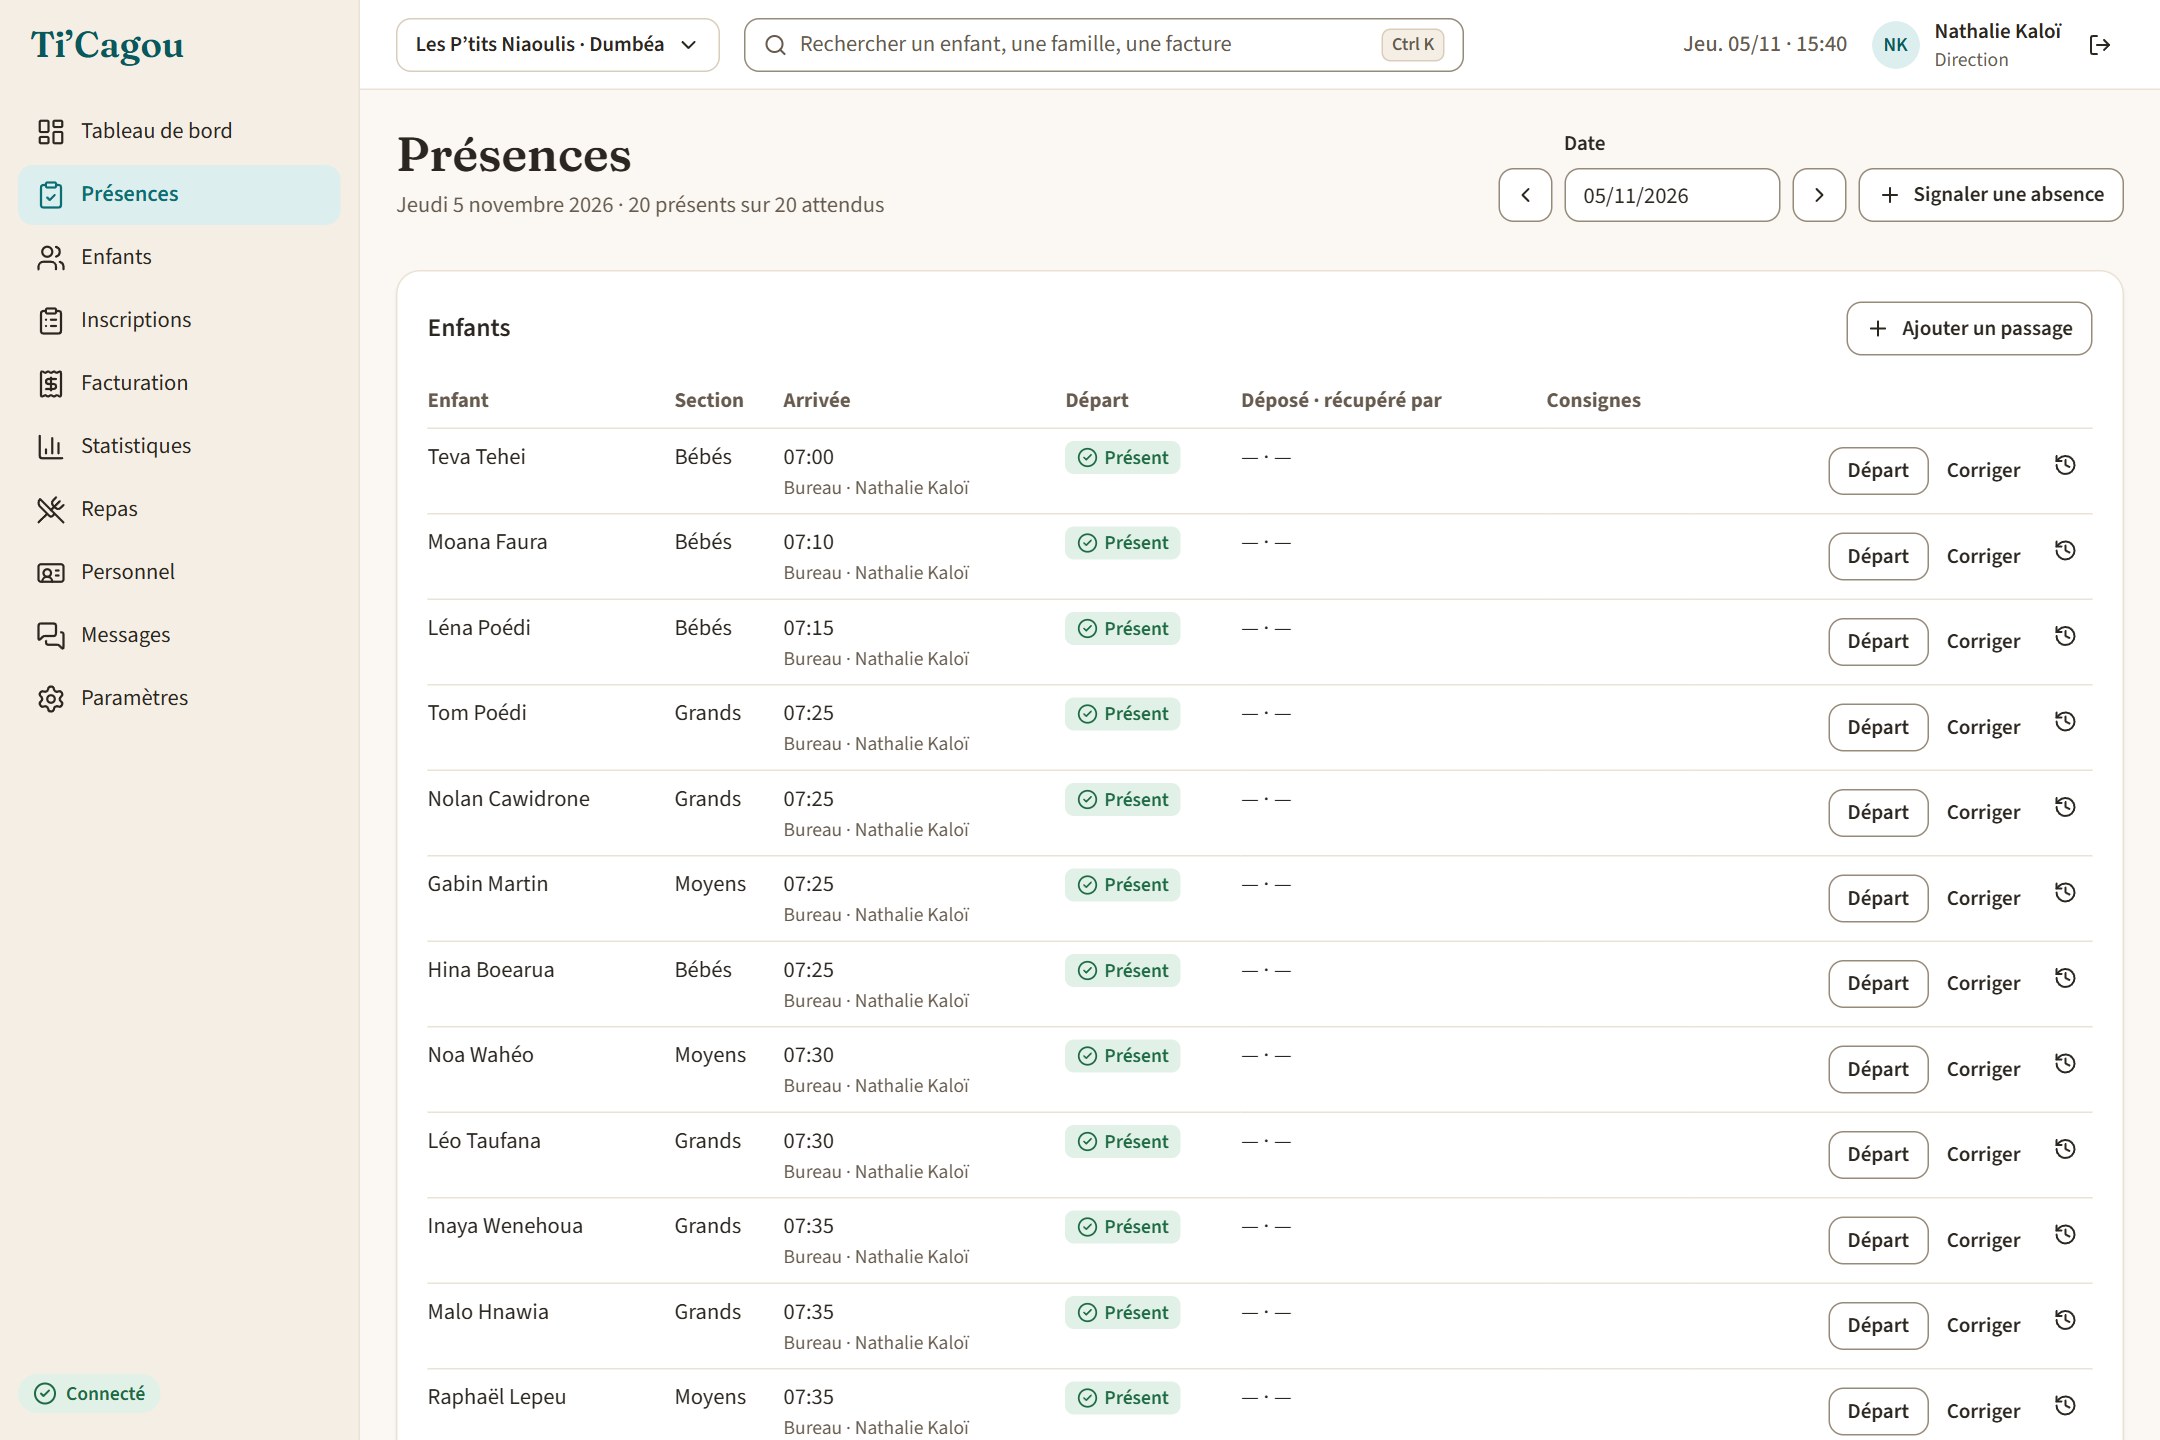 Ti’Cagou
Les P’tits Niaoulis · Dumbéa
Rechercher un enfant, une famille, une facture
Ctrl K
Jeu. 05/11 · 15:40
NK
Nathalie Kaloï
Direction
Tableau de bord
Présences
Enfants
Inscriptions
Facturation
Statistiques
Repas
Personnel
Messages
Paramètres
Connecté
Présences
Jeudi 5 novembre 2026 · 20 présents sur 20 attendus
Date
05/11/2026
Signaler une absence
Enfants
Ajouter un passage
Enfant Section Arrivée Départ Déposé · récupéré par Consignes
Teva Tehei Bébés 07:00 Présent — · — Départ Corriger
Bureau · Nathalie Kaloï
Moana Faura Bébés 07:10 Présent — · — Départ Corriger
Bureau · Nathalie Kaloï
Léna Poédi Bébés 07:15 Présent — · — Départ Corriger
Bureau · Nathalie Kaloï
Tom Poédi Grands 07:25 Présent — · — Départ Corriger
Bureau · Nathalie Kaloï
Nolan Cawidrone Grands 07:25 Présent — · — Départ Corriger
Bureau · Nathalie Kaloï
Gabin Martin Moyens 07:25 Présent — · — Départ Corriger
Bureau · Nathalie Kaloï
Hina Boearua Bébés 07:25 Présent — · — Départ Corriger
Bureau · Nathalie Kaloï
Noa Wahéo Moyens 07:30 Présent — · — Départ Corriger
Bureau · Nathalie Kaloï
Léo Taufana Grands 07:30 Présent — · — Départ Corriger
Bureau · Nathalie Kaloï
Inaya Wenehoua Grands 07:35 Présent — · — Départ Corriger
Bureau · Nathalie Kaloï
Malo Hnawia Grands 07:35 Présent — · — Départ Corriger
Bureau · Nathalie Kaloï
Raphaël Lepeu Moyens 07:35 Présent — · — Départ Corriger
Bureau · Nathalie Kaloï